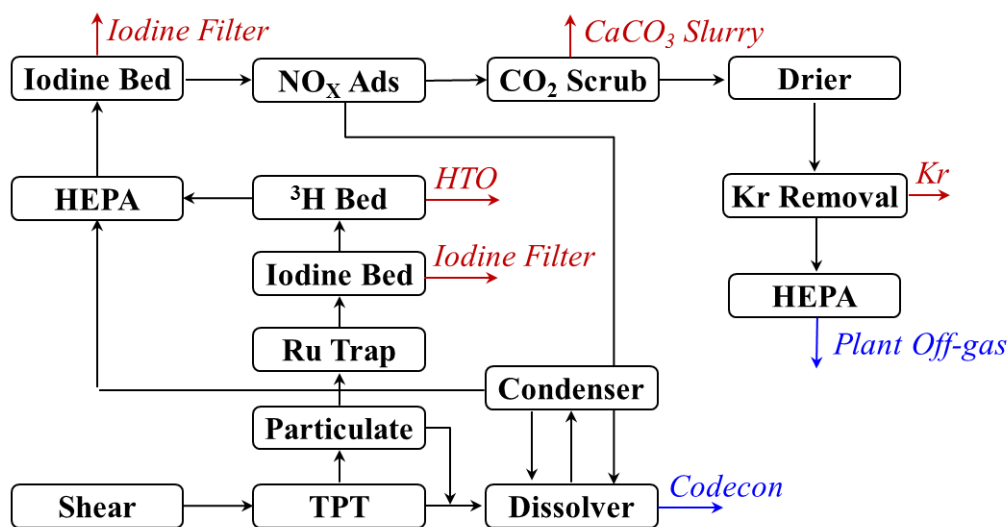 Iodine Filter
CaCO₃ Slurry
Iodine Bed
NOX Ads
CO₂ Scrub
Drier
HEPA
³H Bed
HTO
Kr Removal
Kr
Iodine Bed
Iodine Filter
HEPA
Ru Trap
Plant Off-gas
Condenser
Particulate
Shear
TPT
Dissolver
Codecon